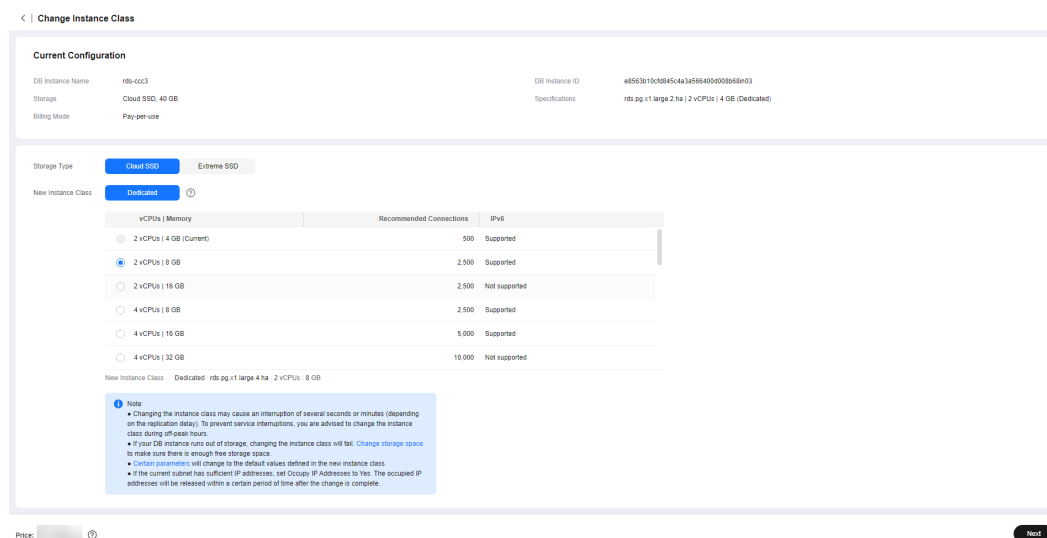 < | Change Instance Class
Current Configuration
DB Instance Name rds-ccc3 DB Instance ID e8563b10cfd845c4a3a566400d008b68in03
Storage Cloud SSD, 40 GB Specifications rds.pg.x1.large.2.ha | 2 vCPUs | 4 GB (Dedicated)
Billing Mode Pay-per-use
Storage Type Cloud SSD Extreme SSD
New Instance Class Dedicated ?
vCPUs | Memory Recommended Connections IPv6
2 vCPUs | 4 GB (Current) 500 Supported
2 vCPUs | 8 GB 2,500 Supported
2 vCPUs | 16 GB 2,500 Not supported
4 vCPUs | 8 GB 2,500 Supported
4 vCPUs | 16 GB 5,000 Supported
4 vCPUs | 32 GB 10,000 Not supported
New Instance Class Dedicated | rds.pg.x1.large.4.ha | 2 vCPUs | 8 GB
Note:
● Changing the instance class may cause an interruption of several seconds or minutes (depending
on the replication delay). To prevent service interruptions, you are advised to change the instance
class during off-peak hours.
● If your DB instance runs out of storage, changing the instance class will fail. Change storage space
to make sure there is enough free storage space.
● Certain parameters will change to the default values defined in the new instance class.
● If the current subnet has sufficient IP addresses, set Occupy IP Addresses to Yes. The occupied IP
addresses will be released within a certain period of time after the change is complete.
Price: ? Next